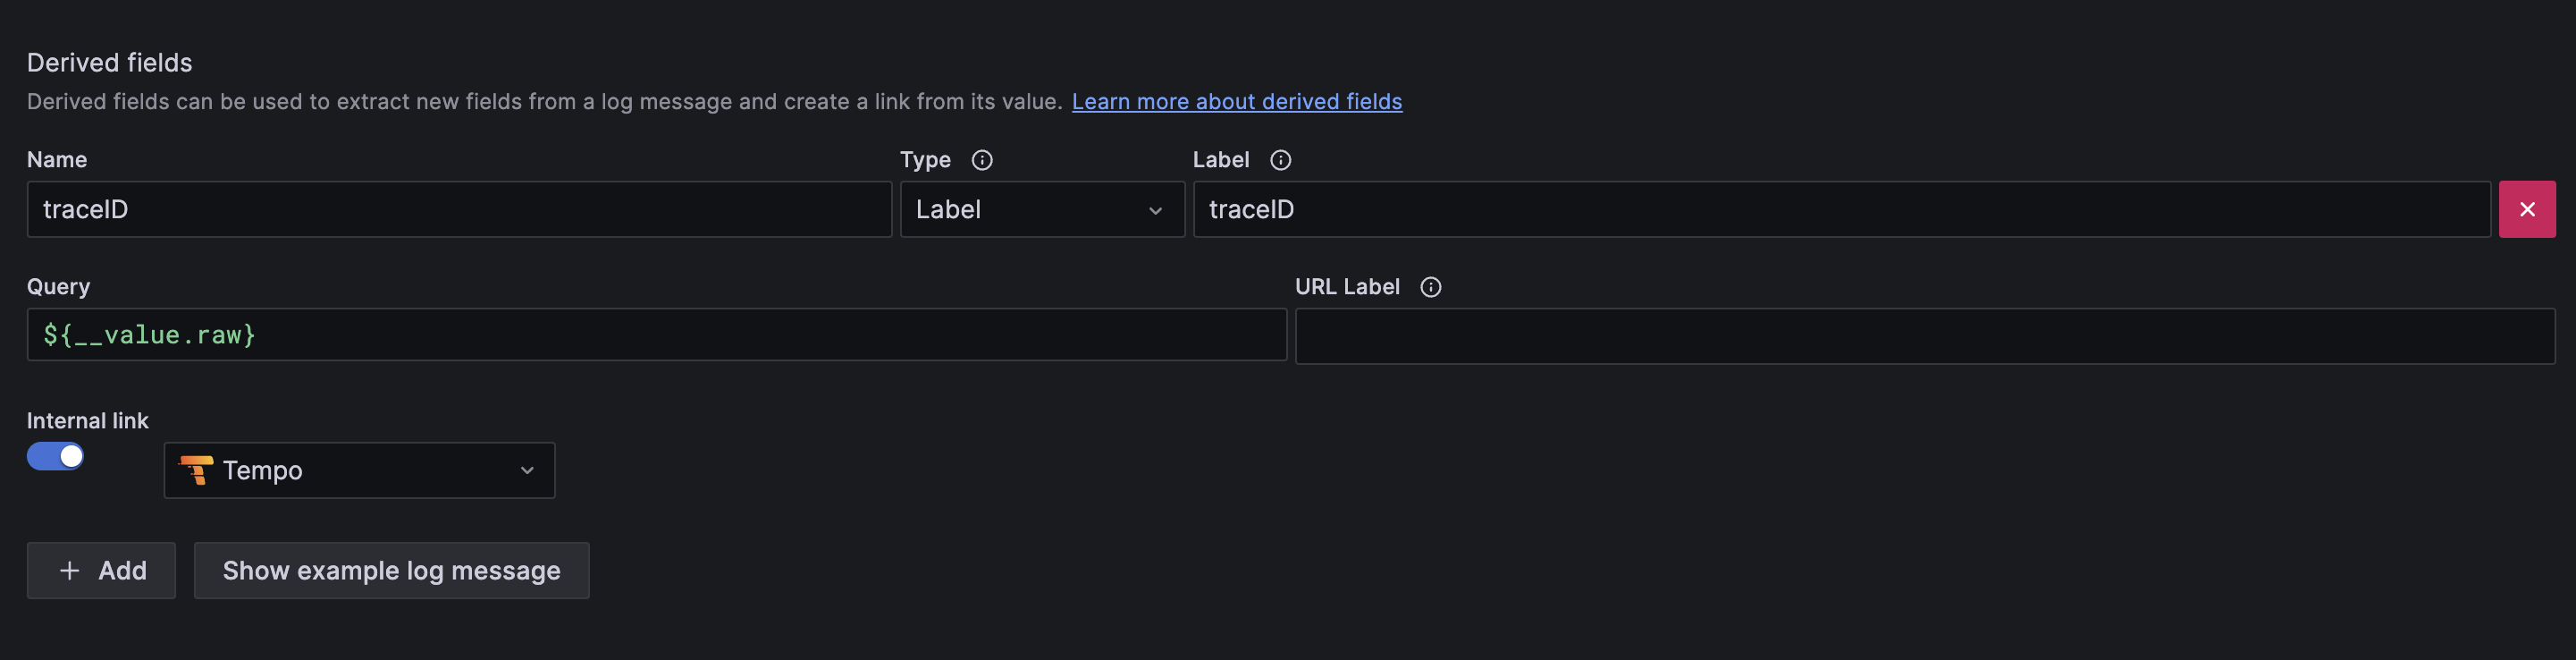 Derived fields
Derived fields can be used to extract new fields from a log message and create a link from its value. Learn more about derived fields
Name Type Label
traceID Label traceID
Query URL Label
${__value.raw}
Internal link
Tempo
Add Show example log message